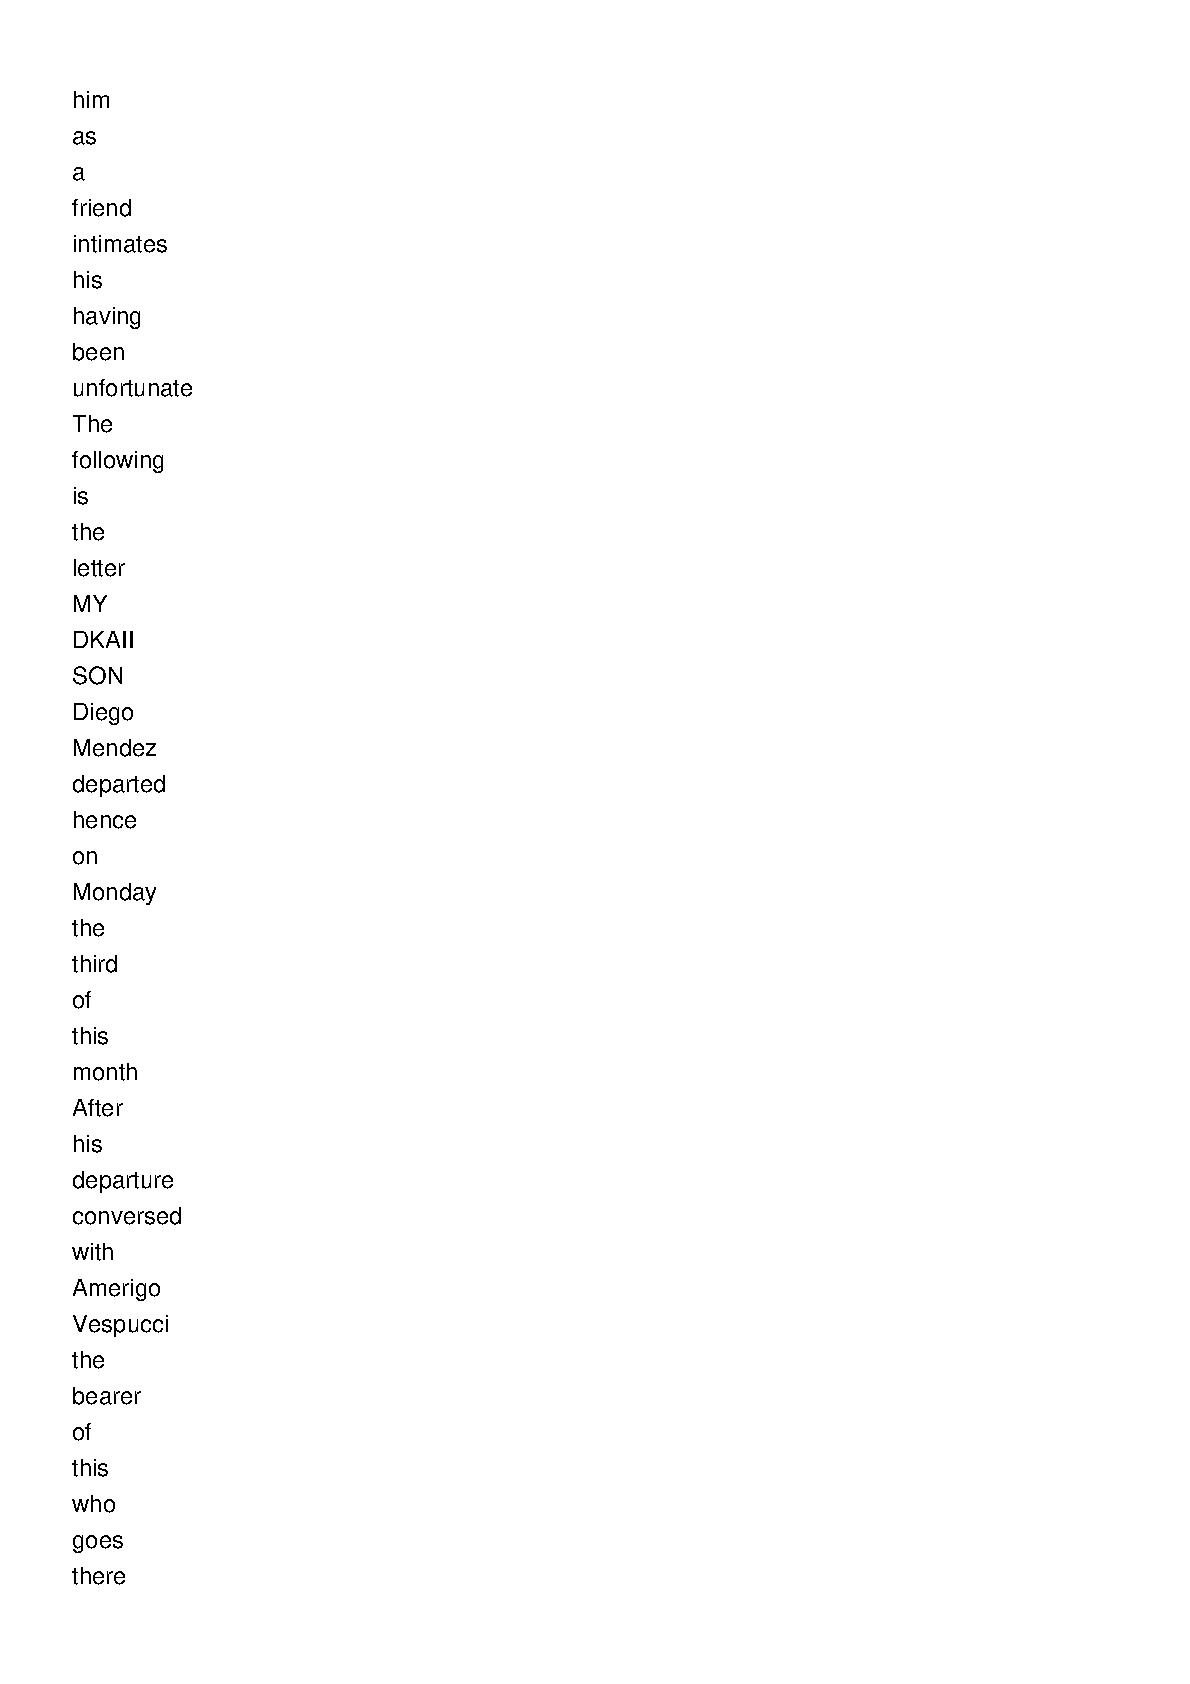 him
as
a
friend
intimates
his
having
been
unfortunate
The
following
is
the
letter
MY
DKAII
SON
Diego
Mendez
departed
hence
on
Monday
the
third
of
this
month
After
his
departure
conversed
with
Amerigo
Vespucci
the
bearer
of
this
who
goes
there